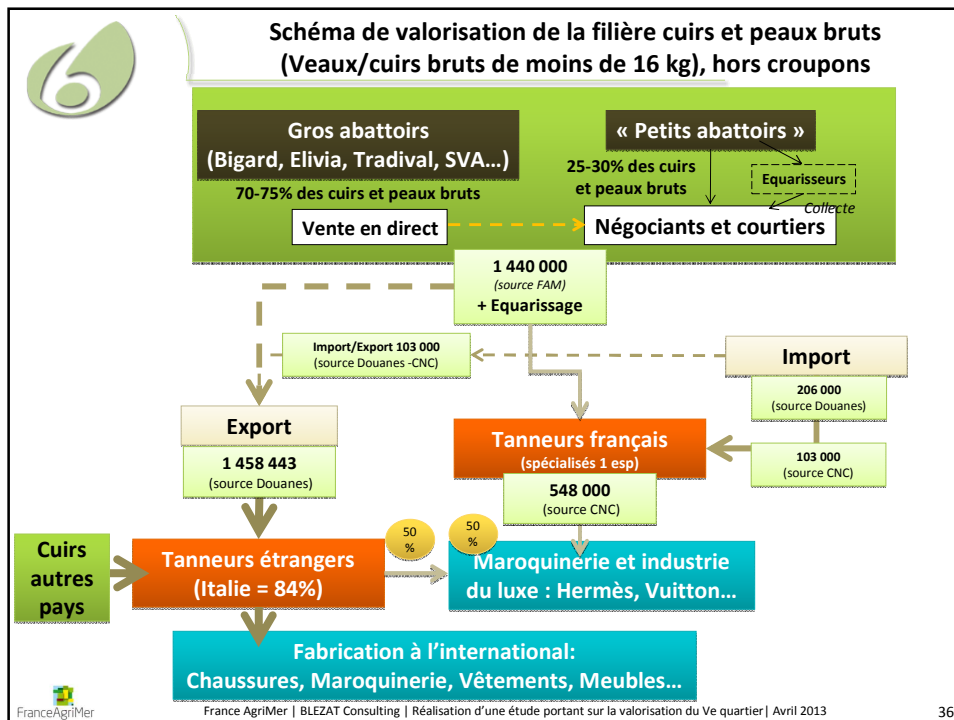 Schéma de valorisation de la filière cuirs et peaux bruts
(Veaux/cuirs bruts de moins de 16 kg), hors croupons
Gros abattoirs
(Bigard, Elivia, Tradival, SVA…)
« Petits abattoirs »
70-75% des cuirs et peaux bruts
25-30% des cuirs
et peaux bruts
Equarisseurs
Collecte
Vente en direct
Négociants et courtiers
1 440 000
(source FAM)
+ Equarissage
Import/Export 103 000
(source Douanes -CNC)
Import
206 000
(source Douanes)
103 000
(source CNC)
Export
1 458 443
(source Douanes)
Tanneurs français
(spécialisés 1 esp)
548 000
(source CNC)
Cuirs
autres
pays
Tanneurs étrangers
(Italie = 84%)
50
%
50
%
Maroquinerie et industrie
du luxe : Hermès, Vuitton…
Fabrication à l’international:
Chaussures, Maroquinerie, Vêtements, Meubles…
FranceAgriMer
France AgriMer | BLEZAT Consulting | Réalisation d’une étude portant sur la valorisation du Ve quartier| Avril 2013
36